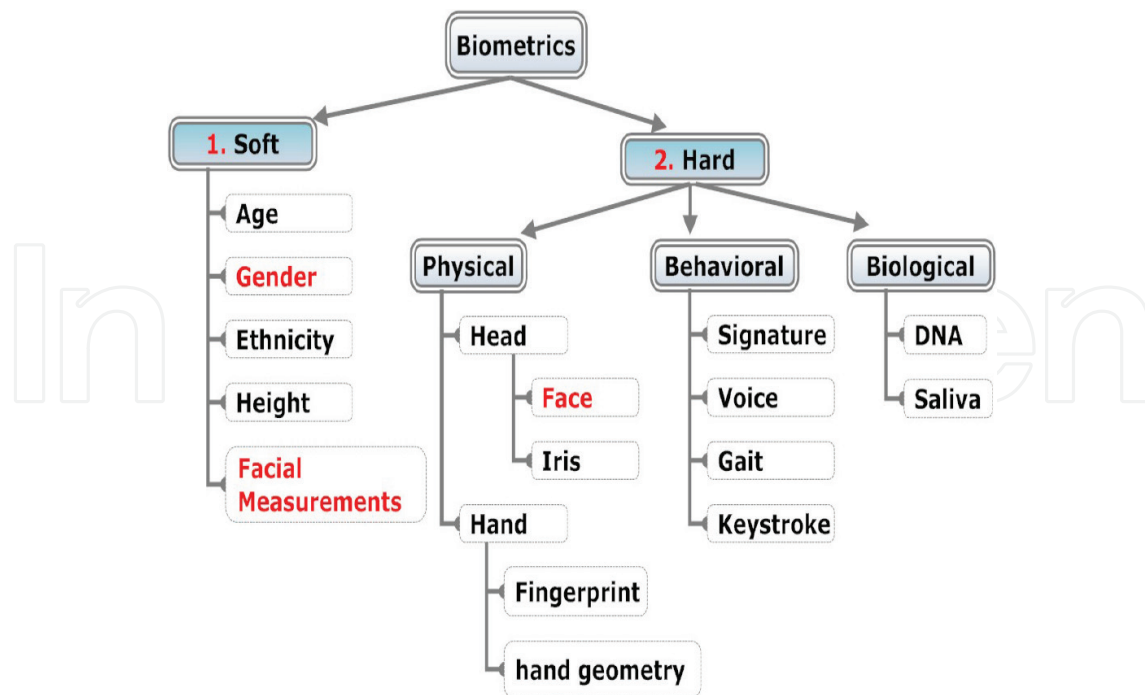 Biometrics
1. Soft
Age
Gender
Ethnicity
Height
Facial
Measurements
2. Hard
Physical
Head
Face
Iris
Hand
Fingerprint
hand geometry
Behavioral
Signature
Voice
Gait
Keystroke
Biological
DNA
Saliva